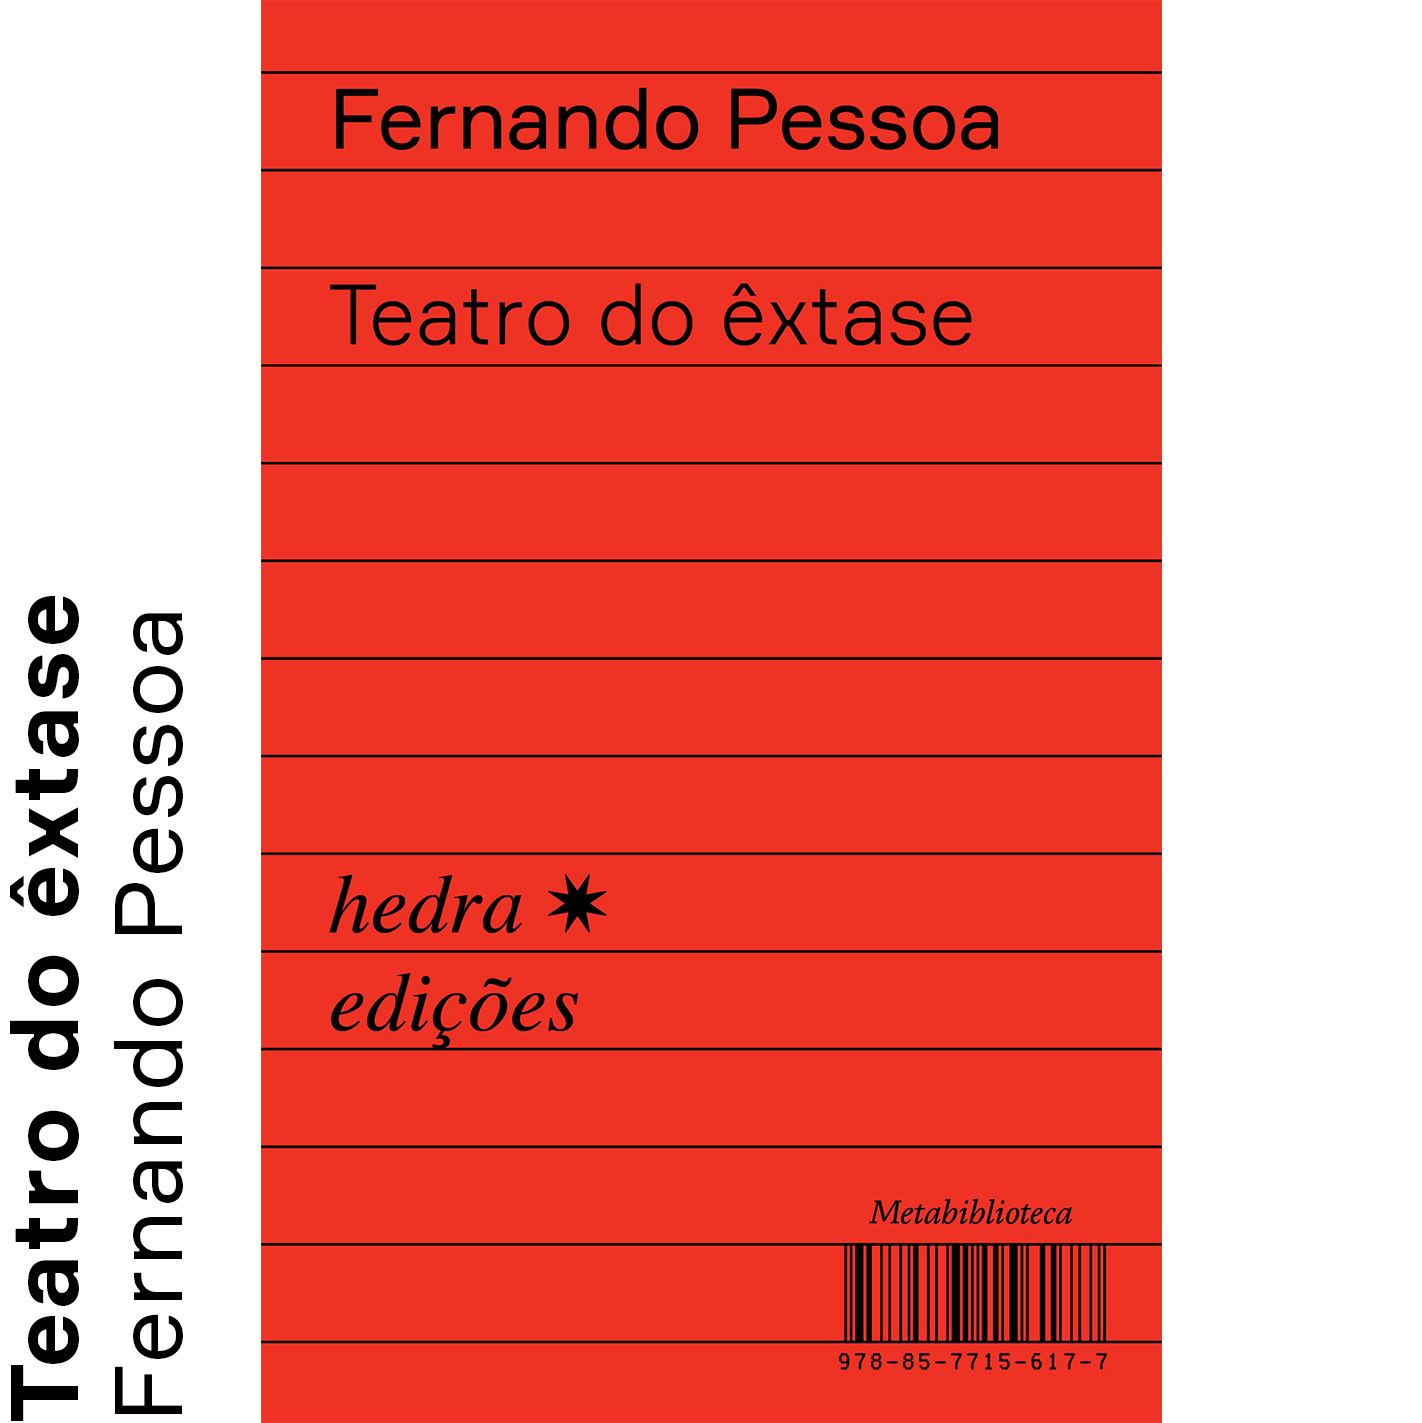 Teatro do êxtase
Fernando Pessoa
Fernando Pessoa
Teatro do êxtase
hedra
edições
Metabiblioteca
978-85-7715-617-7